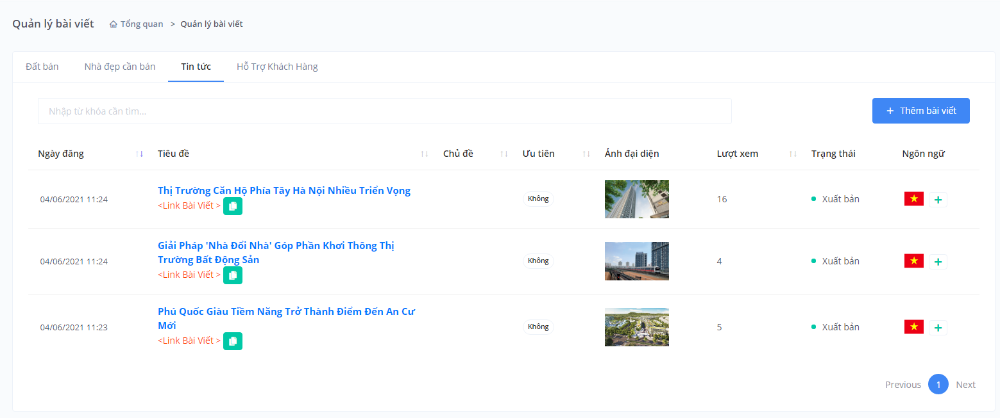 Quản lý bài viết Tổng quan > Quản lý bài viết
Đất bán Nhà đẹp cần bán Tin tức Hỗ Trợ Khách Hàng
Nhập từ khóa cần tìm...
+ Thêm bài viết
Ngày đăng Tiêu đề Chủ đề Ưu tiên Ảnh đại diện Lượt xem Trạng thái Ngôn ngữ
04/06/2021 11:24
Thị Trường Căn Hộ Phía Tây Hà Nội Nhiều Triển Vọng
<Link Bài Viết >
Không 16 Xuất bản +
04/06/2021 11:24
Giải Pháp 'Nhà Đổi Nhà' Góp Phần Khơi Thông Thị
Trường Bất Động Sản
<Link Bài Viết >
Không 4 Xuất bản +
04/06/2021 11:23
Phú Quốc Giàu Tiềm Năng Trở Thành Điểm Đến An Cư
Mới
<Link Bài Viết >
Không 5 Xuất bản +
Previous 1 Next